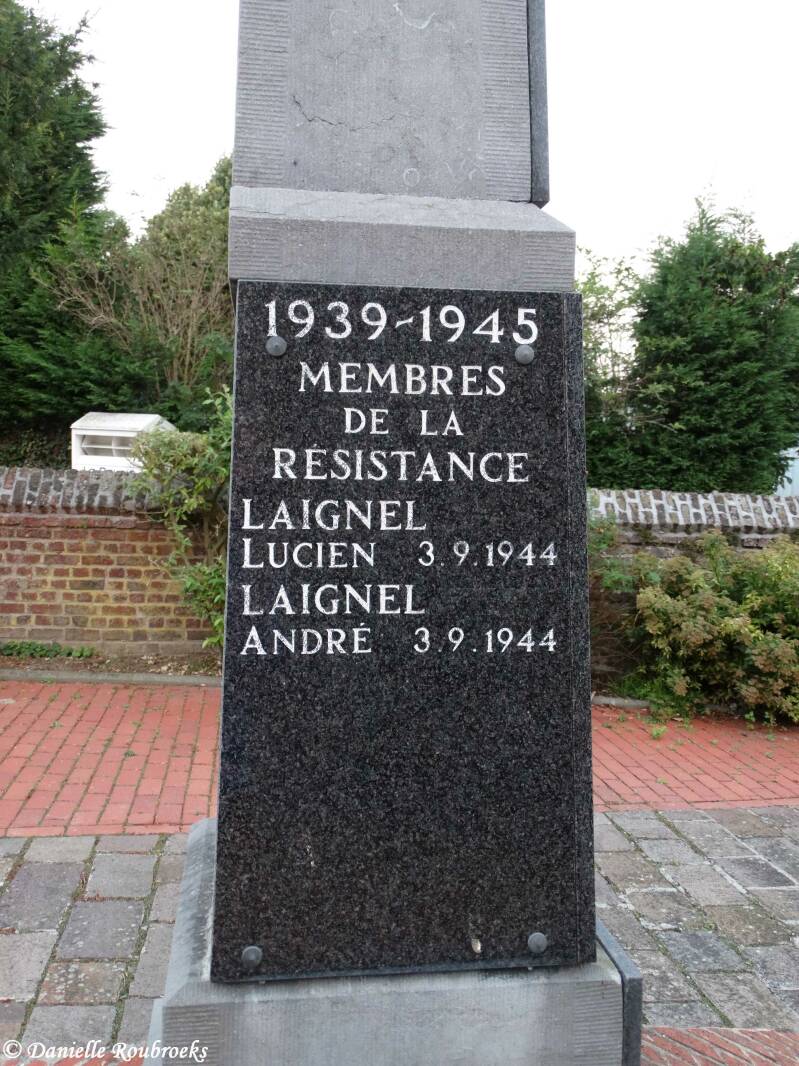 1939-1945
MEMBRES
DE LA
RÉSISTANCE
LAIGNEL
LUCIEN 3.9.1944
LAIGNEL
ANDRÉ 3.9.1944
© Danielle Roubroeks